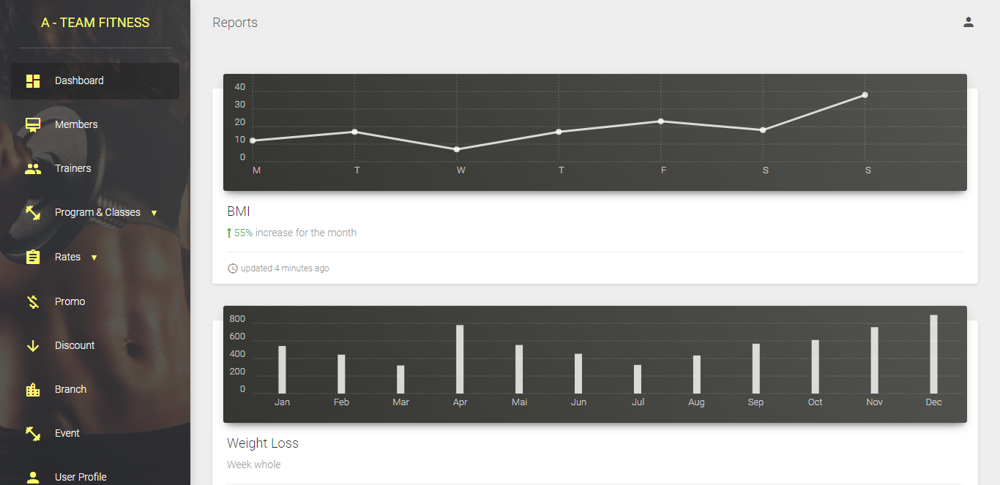 A - TEAM FITNESS
Dashboard
Members
Trainers
Program & Classes ▼
Rates ▼
Promo
Discount
Branch
Event
User Profile
Reports
40
30
20
10
0
M T W T F S S
BMI
↑ 55% increase for the month
updated 4 minutes ago
800
600
400
200
0
Jan Feb Mar Apr Mai Jun Jul Aug Sep Oct Nov Dec
Weight Loss
Week whole